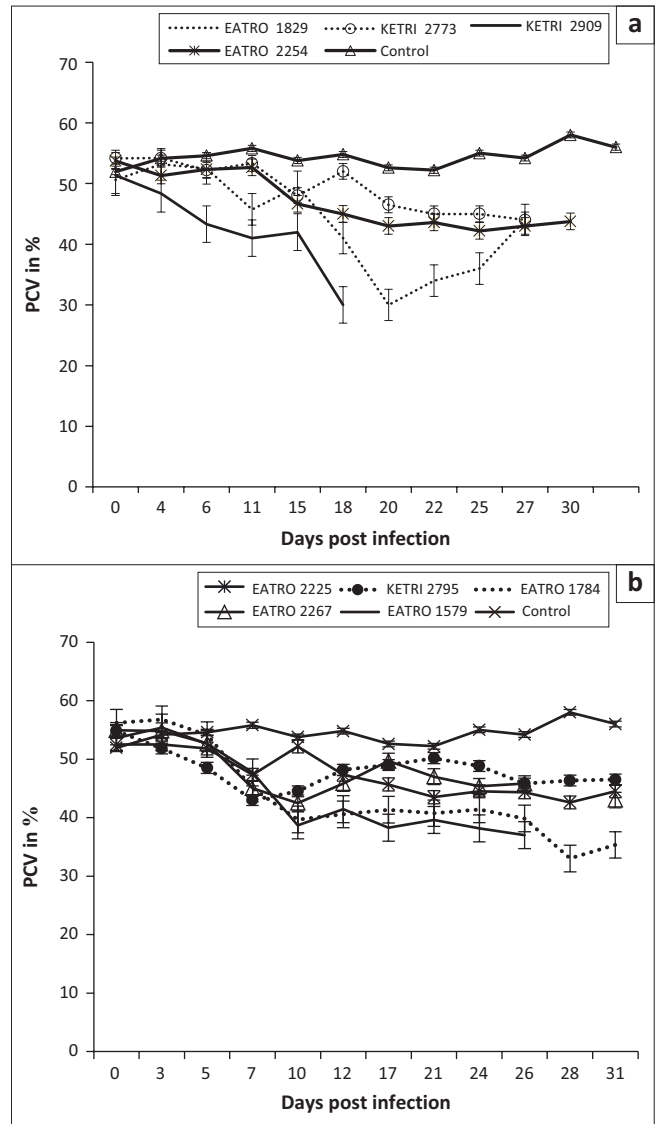 a
EATRO 1829 KETRI 2773 KETRI 2909
EATRO 2254 Control
70
60
50
40
30
20
10
0
PCV in %
0 4 6 11 15 18 20 22 25 27 30
Days post infection
b
EATRO 2225 KETRI 2795 EATRO 1784
EATRO 2267 EATRO 1579 Control
70
60
50
40
30
20
10
0
PCV in %
0 3 5 7 10 12 17 21 24 26 28 31
Days post infection